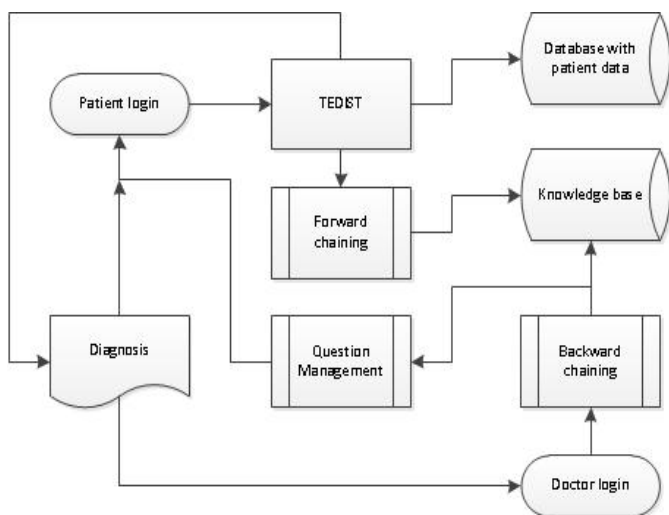 Database with
patient data
Patient login
TEDIST
Knowledge base
Forward
chaining
Diagnosis
Question
Management
Backward
chaining
Doctor login